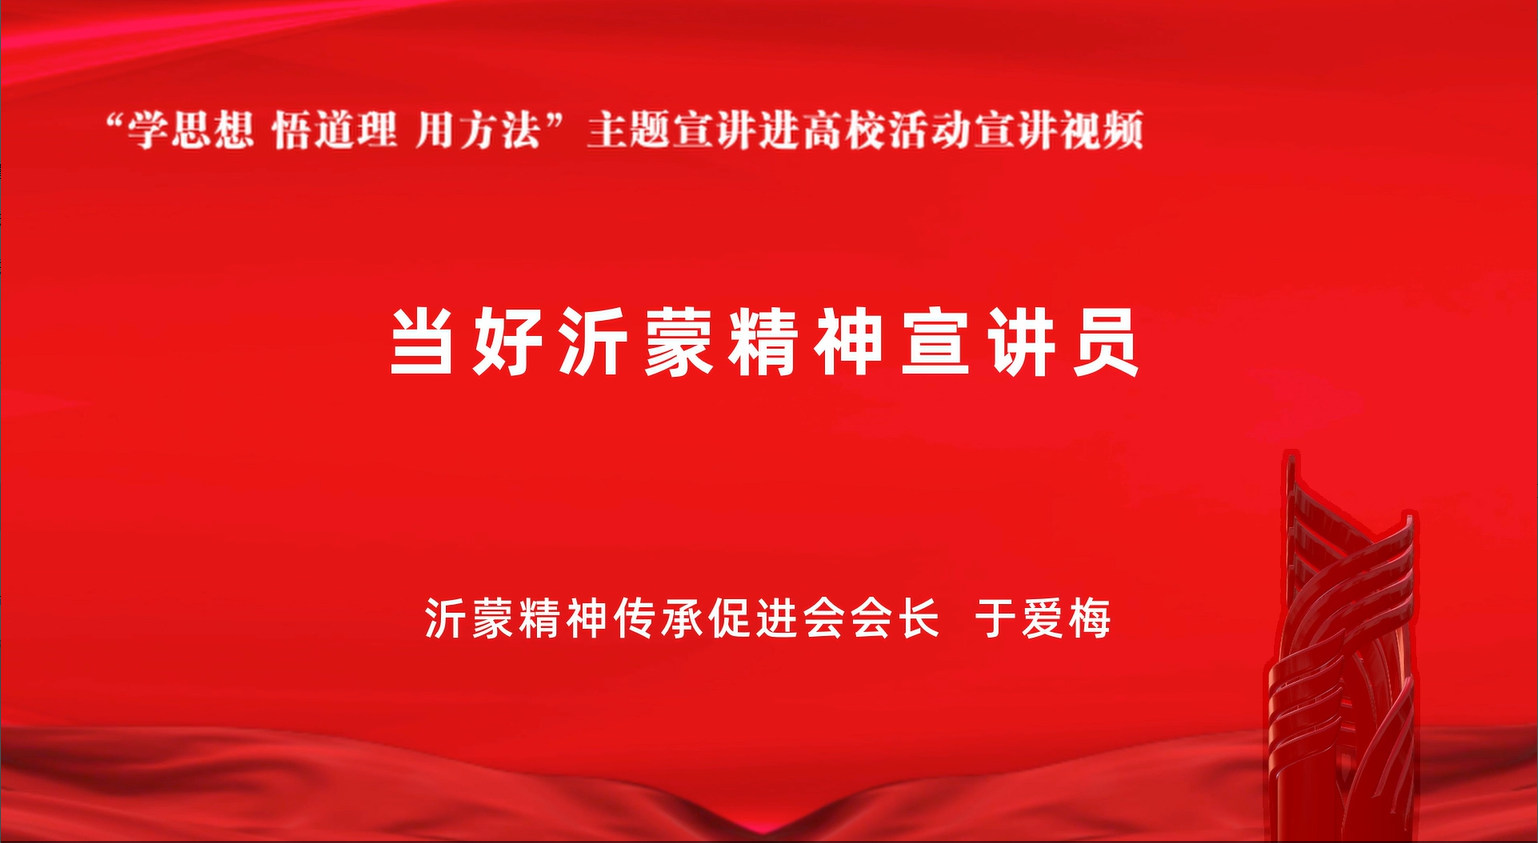 “学思想 悟道理 用方法”主题宣讲进高校活动宣讲视频
当好沂蒙精神宣讲员
沂蒙精神传承促进会会长 于爱梅